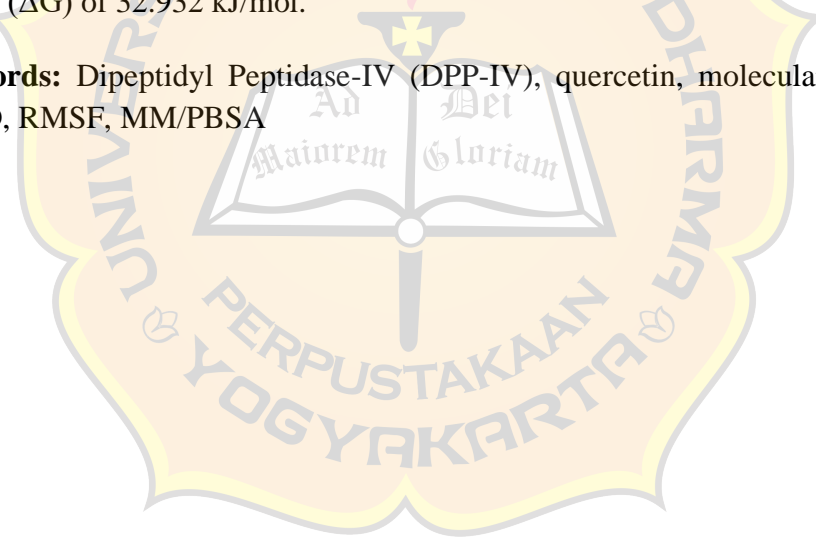 (ΔG) of 32.932 kJ/mol.
ords: Dipeptidyl Peptidase-IV (DPP-IV), quercetin, molecula
, RMSF, MM/PBSA
Ad Dei
Maiorem Gloriam
PERPUSTAKAAN
YOGYAKARTA